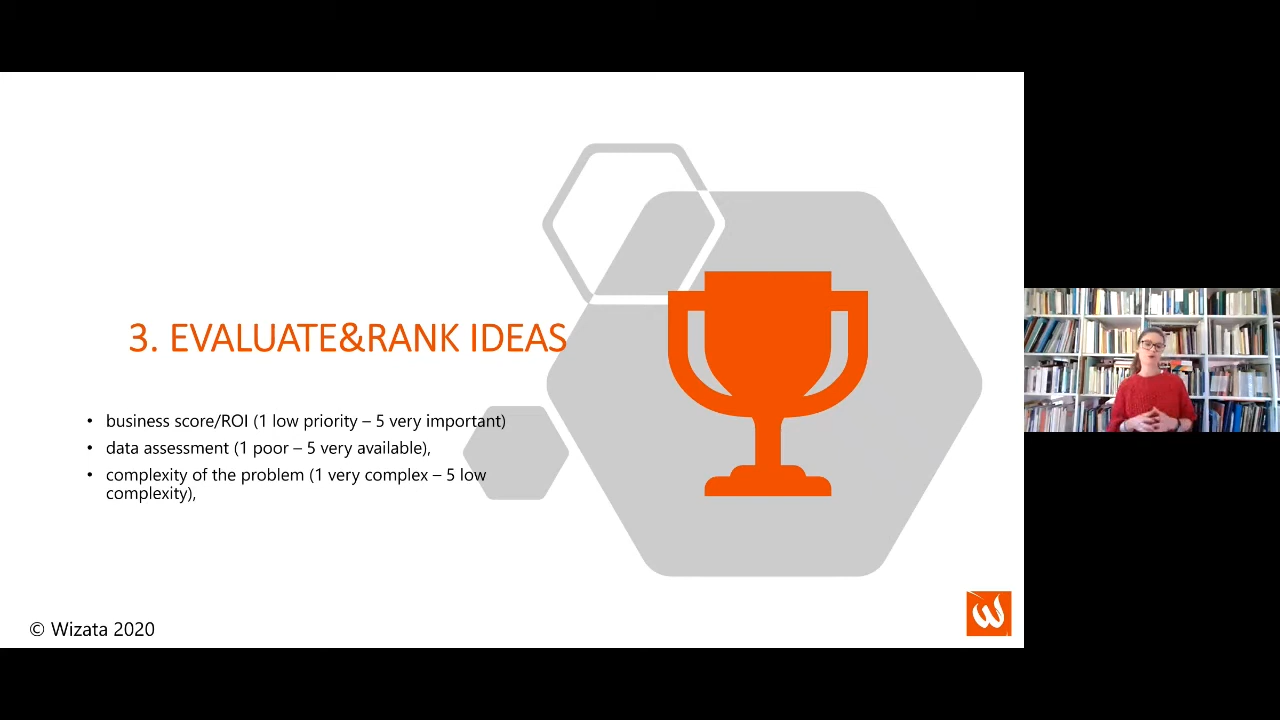 3. EVALUATE&RANK IDEAS
• business score/ROI (1 low priority – 5 very important)
• data assessment (1 poor – 5 very available),
• complexity of the problem (1 very complex – 5 low
complexity),
© Wizata 2020
W